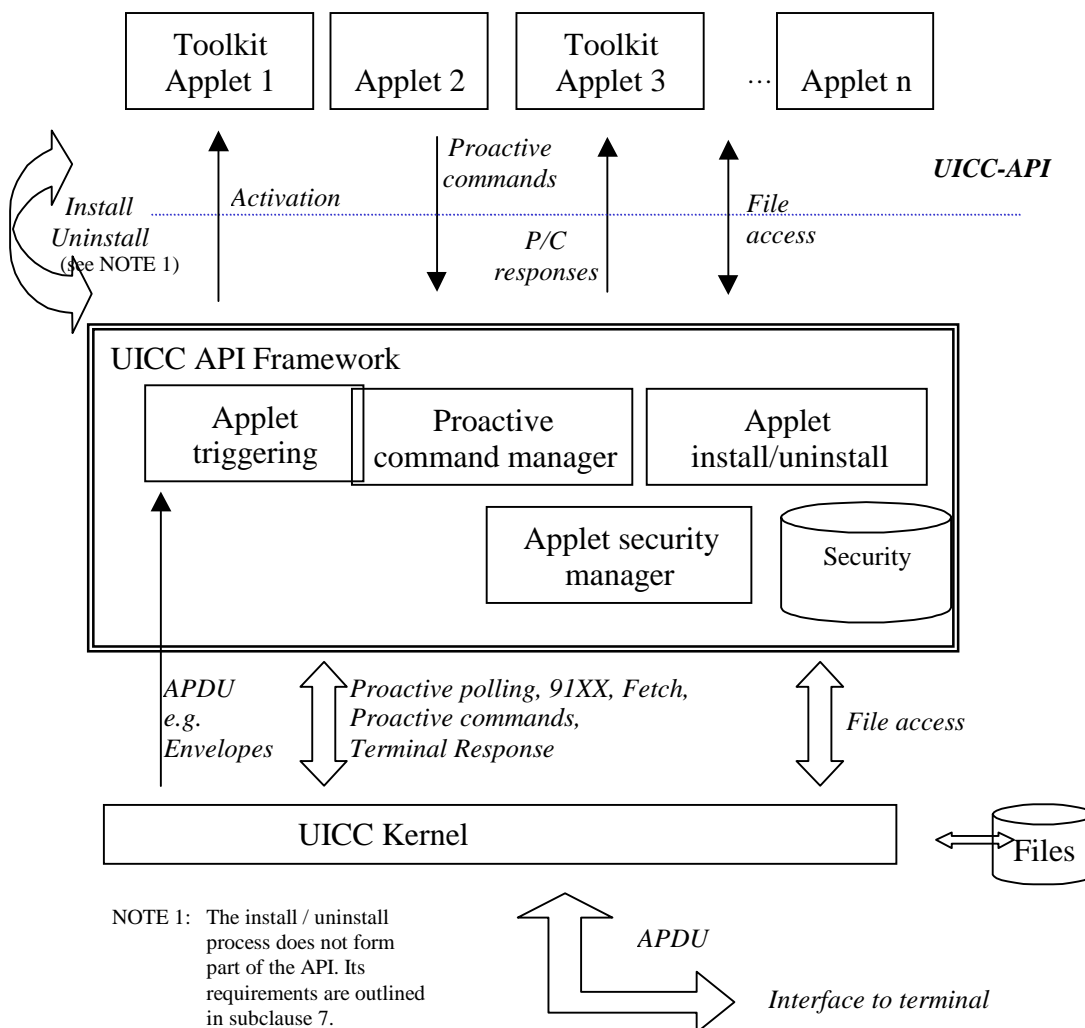 Toolkit
Applet 1
Applet 2
Toolkit
Applet 3
...
Applet n
Install
Uninstall
(see NOTE 1)
Activation
Proactive
commands
P/C
responses
File
access
UICC-API
UICC API Framework
Applet
triggering
Proactive
command manager
Applet
install/uninstall
Applet security
manager
Security
APDU
e.g.
Envelopes
Proactive polling, 91XX, Fetch,
Proactive commands,
Terminal Response
File access
UICC Kernel
Files
NOTE 1: The install / uninstall
process does not form
part of the API. Its
requirements are outlined
in subclause 7.
APDU
Interface to terminal